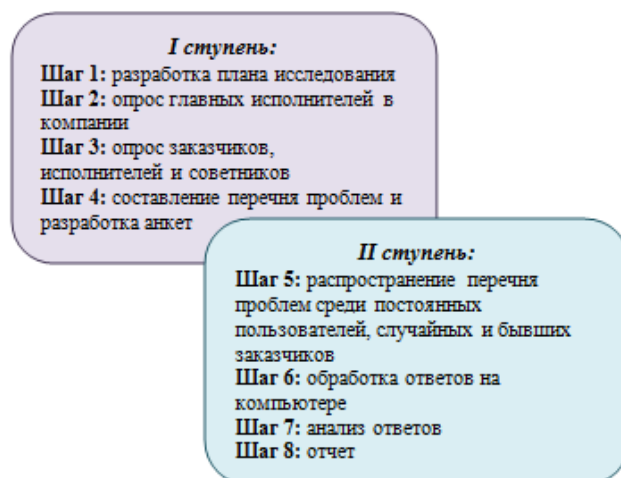 I ступень:
Шаг 1: разработка плана исследования
Шаг 2: опрос главных исполнителей в
компании
Шаг 3: опрос заказчиков,
исполнителей и советников
Шаг 4: составление перечня проблем и
разработка анкет
II ступень:
Шаг 5: распространение перечня
проблем среди постоянных
пользователей, случайных и бывших
заказчиков
Шаг 6: обработка ответов на
компьютере
Шаг 7: анализ ответов
Шаг 8: отчет